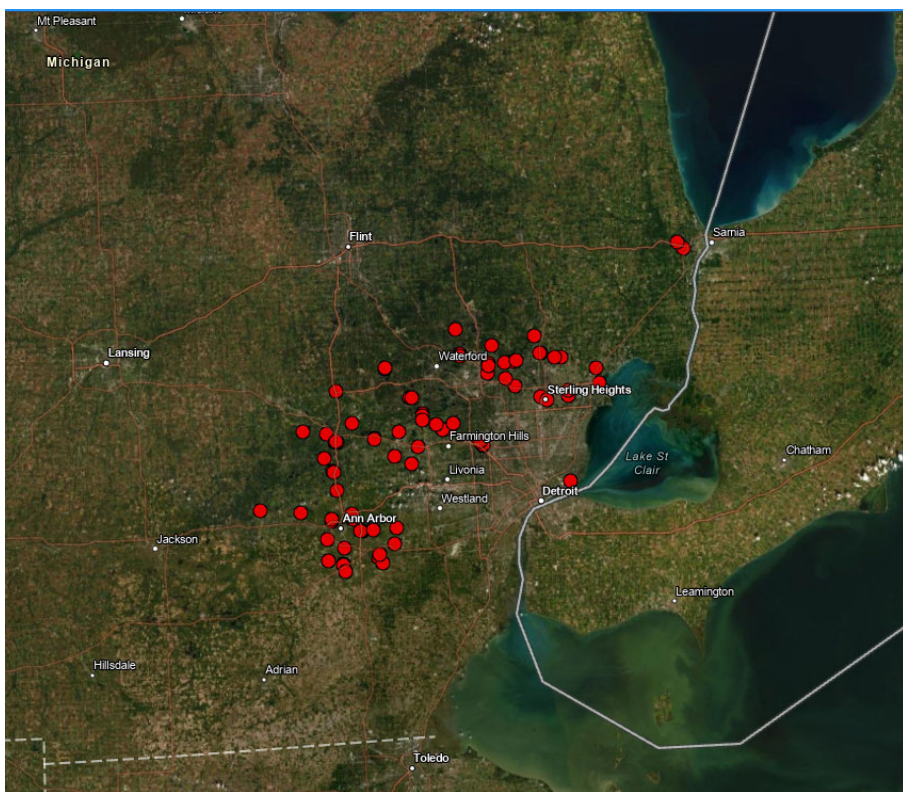 Mt Pleasant
Michigan
Flint
Sarnia
Lansing
Waterford
Sterling Heights
Farmington Hills
Chatham
Lake St
Clair
Livonia
Detroit
Westland
Ann Arbor
Jackson
Leamington
Hillsdale
Adrian
Toledo